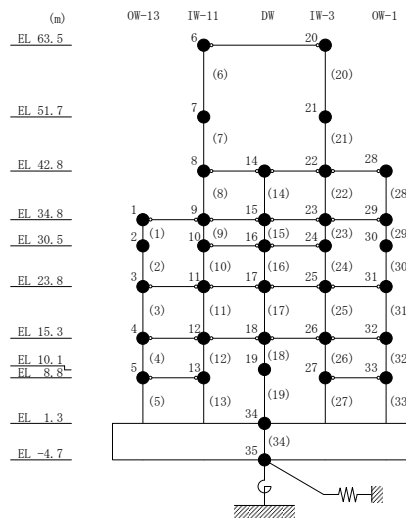 (m) OW-13 IW-11 DW IW-3 OW-1
EL 63.5 6 20
(6) (20)
EL 51.7 7 21
(7) (21)
EL 42.8 8 14 22 28
(8) (14) (22) (28
EL 34.8 1 9 15 23 29
(1) (9) (15) (23) (29
EL 30.5 2 10 16 24 30
(2) (10) (16) (24) (30
EL 23.8 3 11 17 25 31
(3) (11) (17) (25) (31
EL 15.3 4 12 18 26 32
(4) (12) (18) (26) (32
EL 10.1 19
EL 8.8 5 13 27 33
(5) (13) (19) (27) (33
EL 1.3 34
(34)
EL -4.7 35